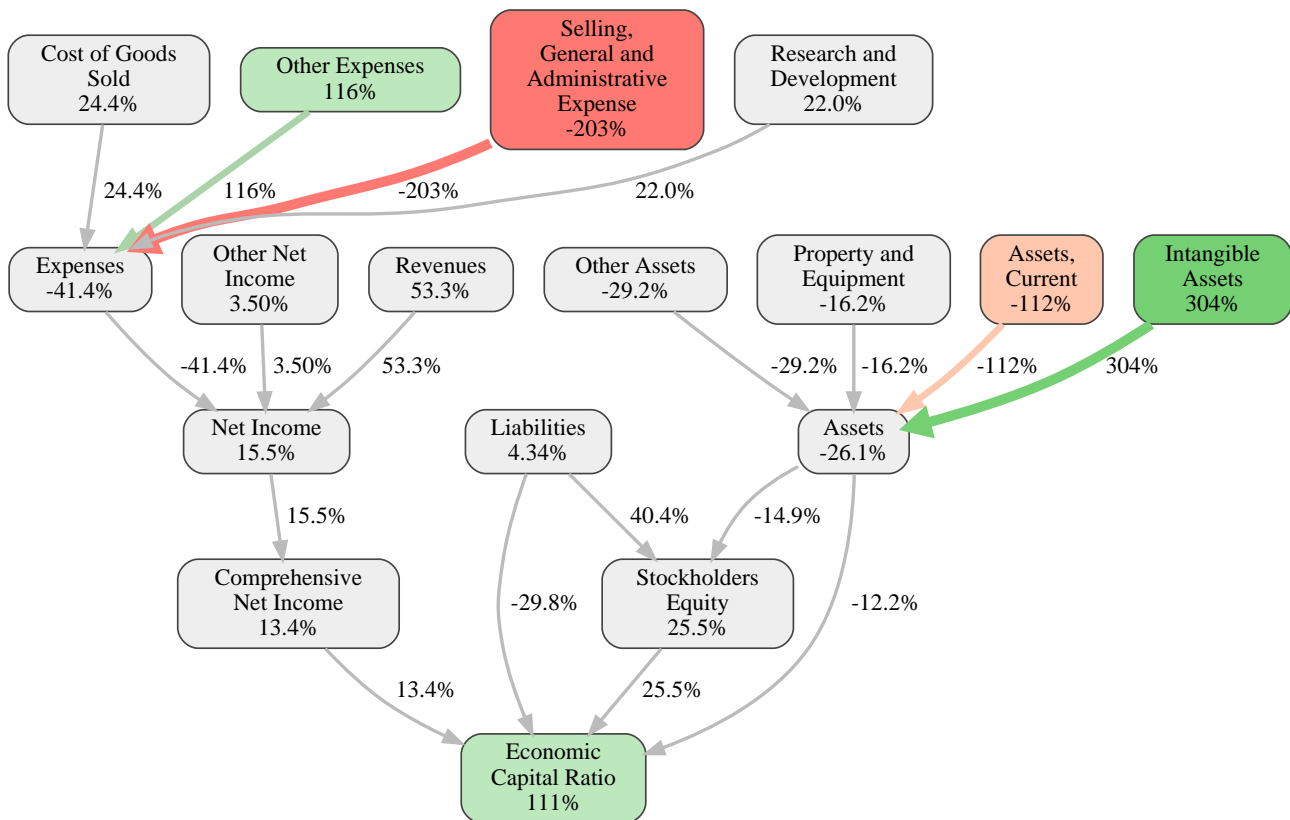 Cost of Goods
Sold
24.4%
Other Expenses
116%
Selling,
General and
Administrative
Expense
-203%
Research and
Development
22.0%
24.4%
116%
-203%
22.0%
Expenses
-41.4%
Other Net
Income
3.50%
Revenues
53.3%
Other Assets
-29.2%
Property and
Equipment
-16.2%
Assets,
Current
-112%
Intangible
Assets
304%
-41.4%
3.50%
53.3%
-29.2%
-16.2%
-112%
304%
Net Income
15.5%
Liabilities
4.34%
Assets
-26.1%
15.5%
40.4%
-14.9%
Comprehensive
Net Income
13.4%
-29.8%
Stockholders
Equity
25.5%
-12.2%
13.4%
25.5%
Economic
Capital Ratio
111%